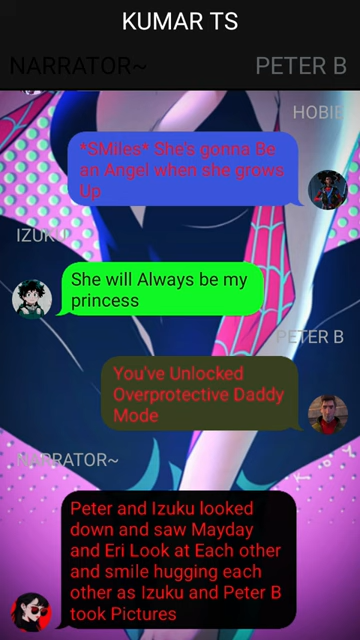 KUMAR TS
NARRATOR~
PETER B
HOBIE
*SMiles* She's gonna Be
an Angel when she grows
Up
IZUKU
She will Always be my
princess
PETER B
You've Unlocked
Overprotective Daddy
Mode
NARRATOR~
Peter and Izuku looked
down and saw Mayday
and Eri Look at Each other
and smile hugging each
other as Izuku and Peter B
took Pictures